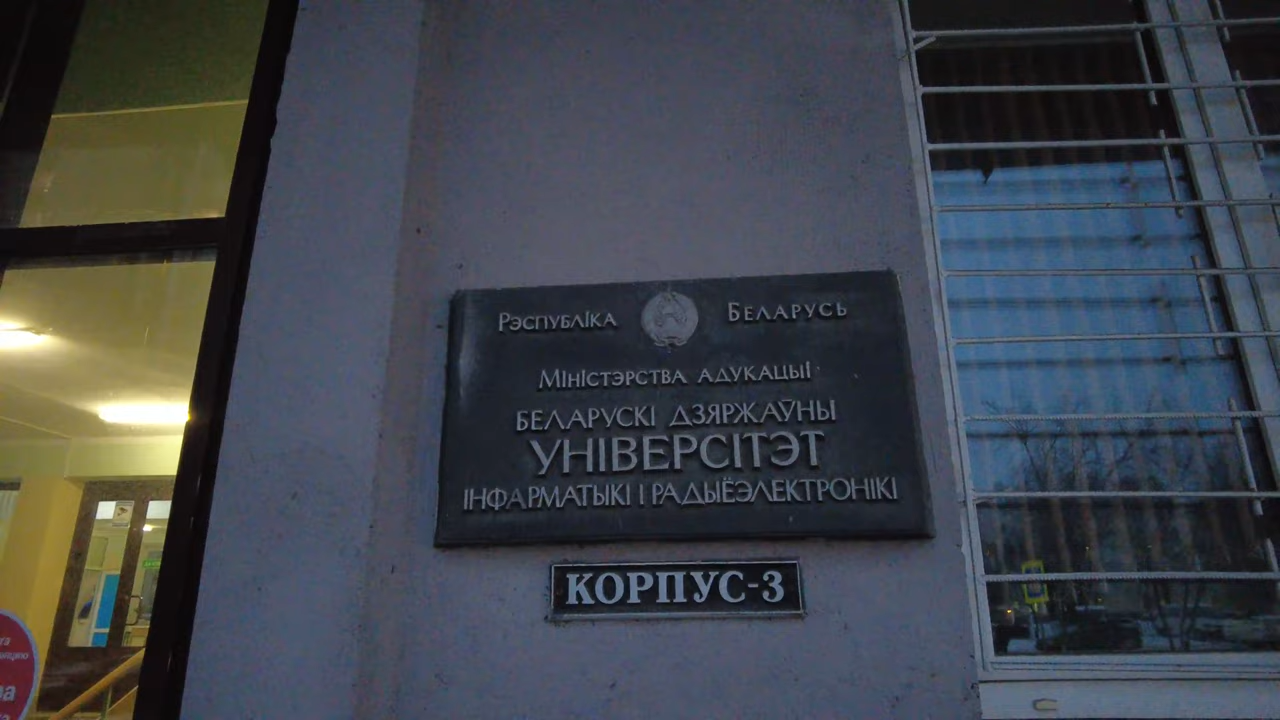 Рэспубліка Беларусь
Міністэрства адукацыі
БЕЛАРУСКІ ДЗЯРЖАЎНЫ
УНІВЕРСІТЭТ
ІНФАРМАТЫКІ І РАДЫЁЭЛЕКТРОНІКІ
КОРПУС-3